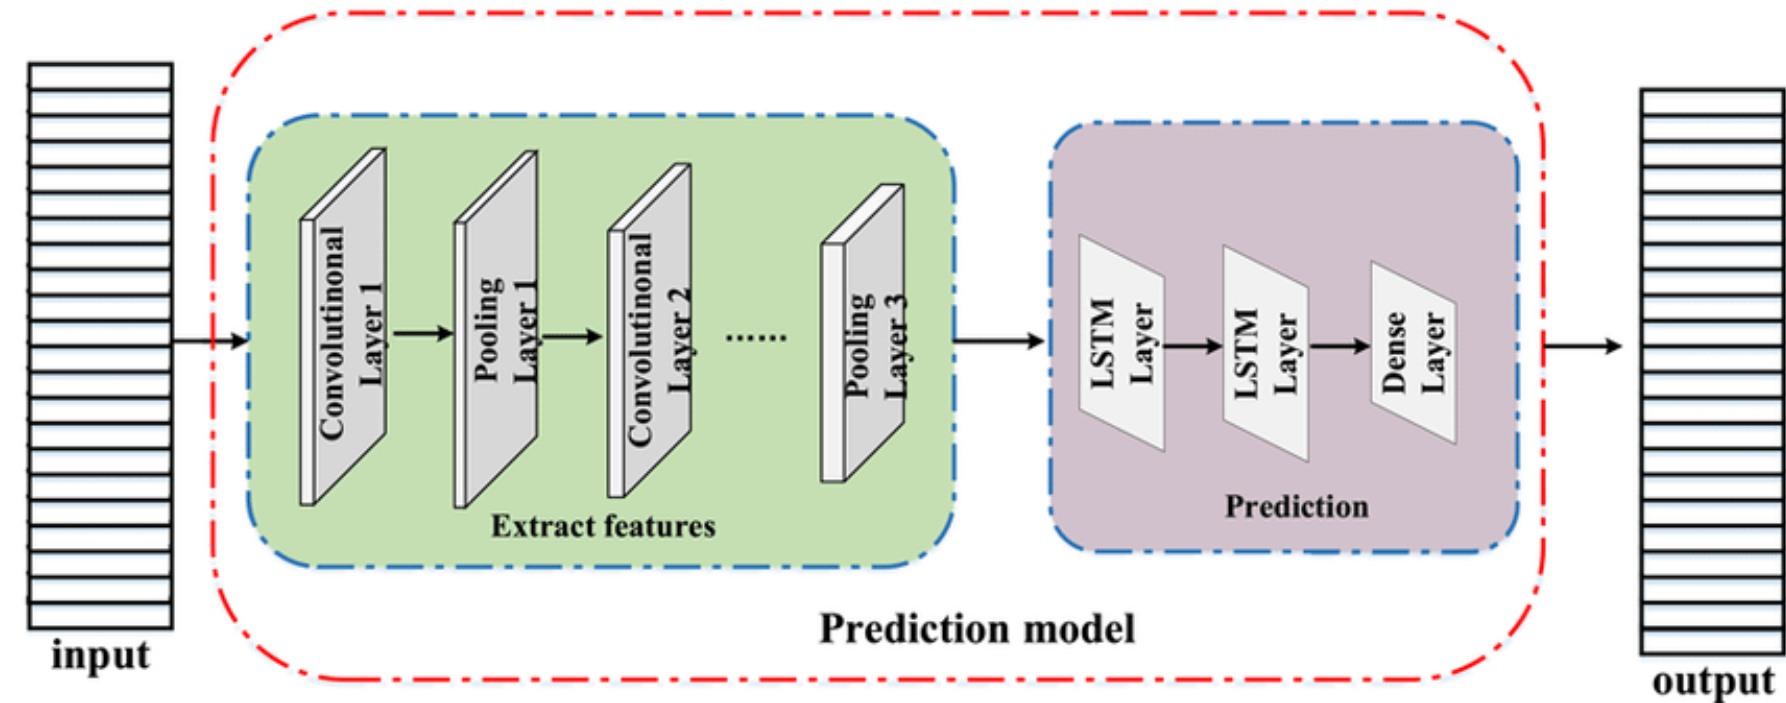 input
Convolutinonal
Layer 1
Pooling
Layer 1
Convolutinonal
Layer 2
......
Pooling
Layer 3
Extract features
LSTM
Layer
LSTM
Layer
Dense
Layer
Prediction
Prediction model
output